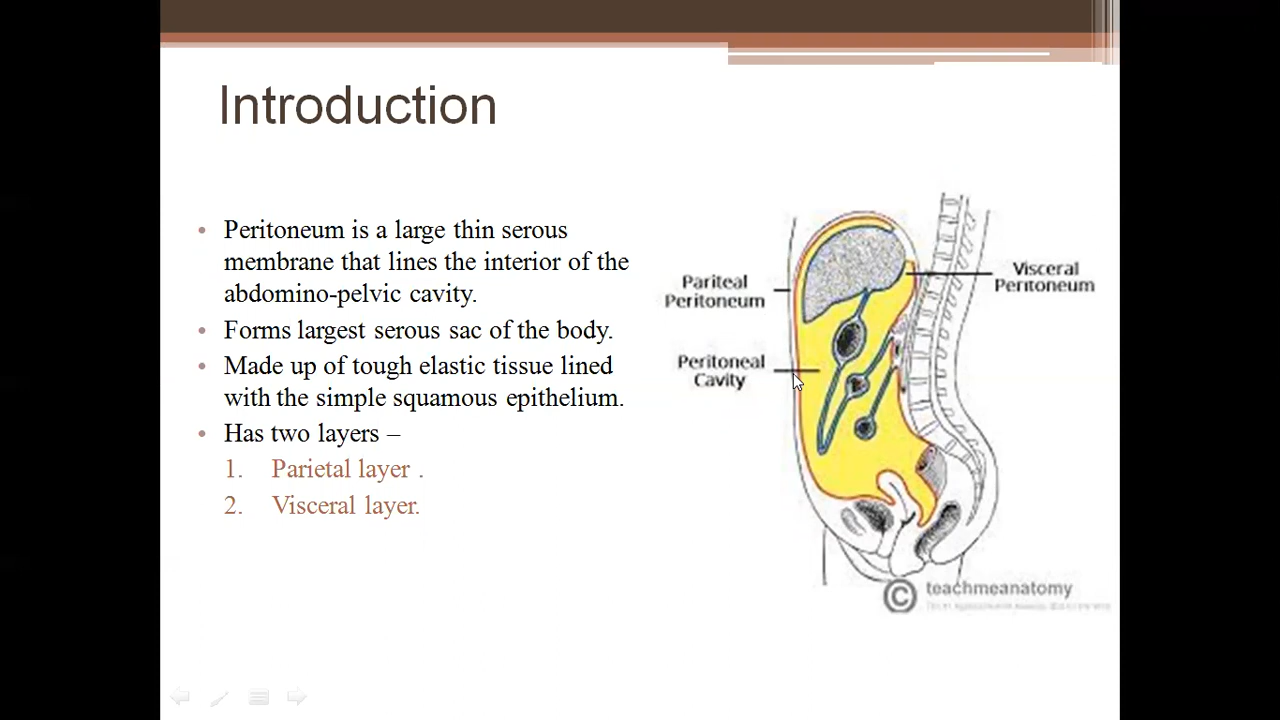 Introduction
• Peritoneum is a large thin serous
membrane that lines the interior of the
abdomino-pelvic cavity.
• Forms largest serous sac of the body.
• Made up of tough elastic tissue lined
with the simple squamous epithelium.
• Has two layers –
1. Parietal layer .
2. Visceral layer.
Pariteal
Peritoneum
Peritoneal
Cavity
Visceral
Peritoneum
© teachmeanatomy